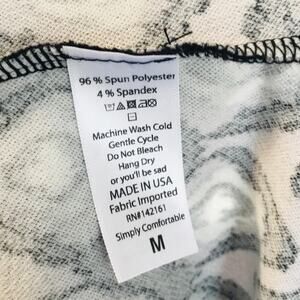 96 % Spun Polyester
4 % Spandex
Machine Wash Cold
Gentle Cycle
Do Not Bleach
Hang Dry
or you'll be sad
MADE IN USA
Fabric Imported
RN#142161
Simply Comfortable
M